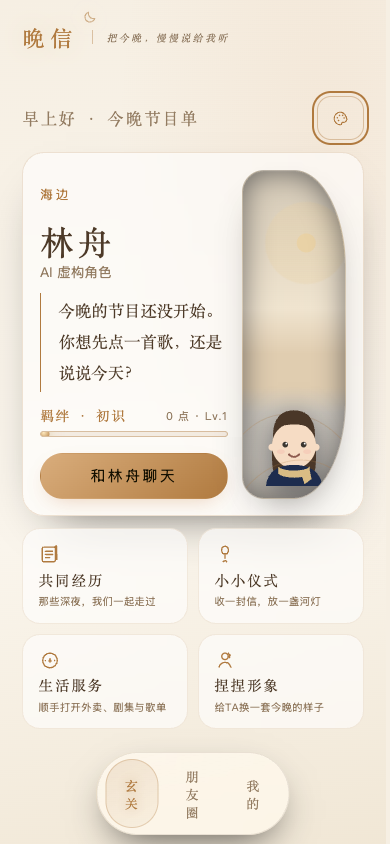 晚信
把今晚，慢慢说给我听
早上好 · 今晚节目单
海边
林舟
AI 虚构角色
今晚的节目还没开始。
你想先点一首歌，还是
说说今天？
羁绊 · 初识
0 点 · Lv.1
和林舟聊天
共同经历
那些深夜，我们一起走过
小小仪式
收一封信，放一盏河灯
生活服务
顺手打开外卖、剧集与歌单
捏捏形象
给TA换一套今晚的样子
玄关
朋友圈
我的